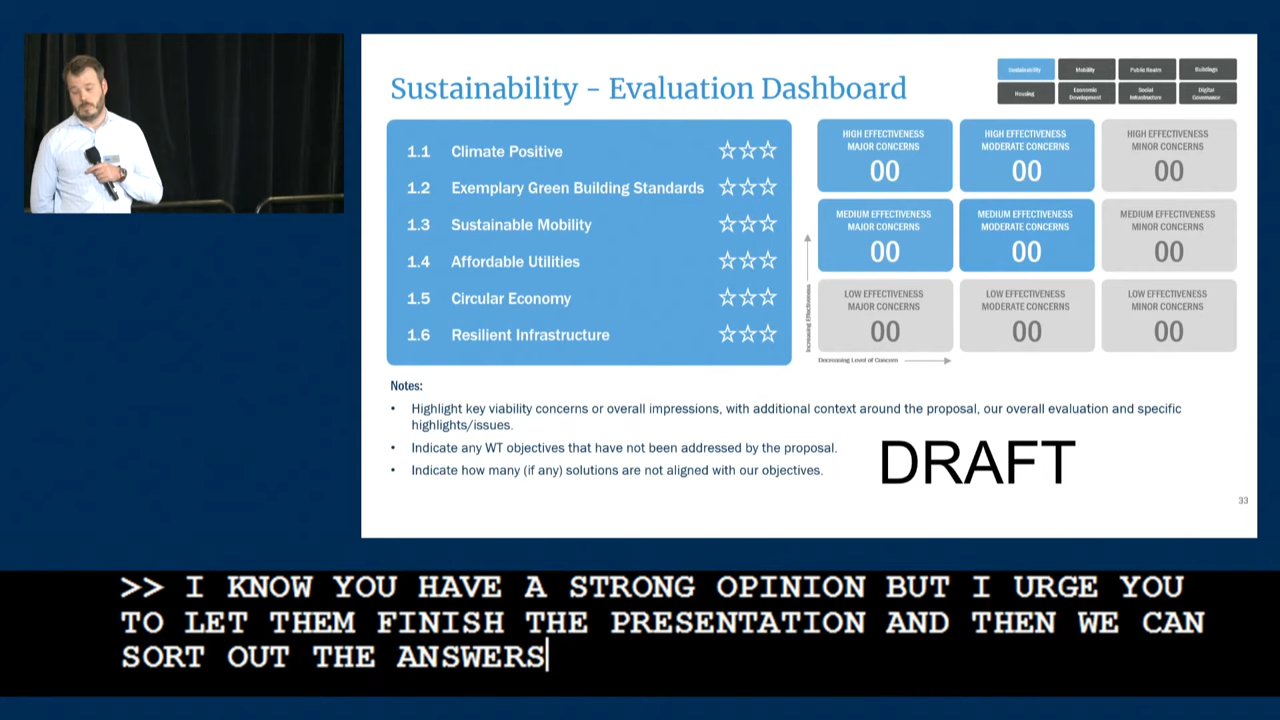 Sustainability – Evaluation Dashboard
Sustainability
Mobility
Public Realm
Buildings
Housing
Economic
Development
Social
Infrastructure
Digital
Governance
1.1 Climate Positive
1.2 Exemplary Green Building Standards
1.3 Sustainable Mobility
1.4 Affordable Utilities
1.5 Circular Economy
1.6 Resilient Infrastructure
HIGH EFFECTIVENESS
MAJOR CONCERNS
00
HIGH EFFECTIVENESS
MODERATE CONCERNS
00
HIGH EFFECTIVENESS
MINOR CONCERNS
00
MEDIUM EFFECTIVENESS
MAJOR CONCERNS
00
MEDIUM EFFECTIVENESS
MODERATE CONCERNS
00
MEDIUM EFFECTIVENESS
MINOR CONCERNS
00
LOW EFFECTIVENESS
MAJOR CONCERNS
00
LOW EFFECTIVENESS
MODERATE CONCERNS
00
LOW EFFECTIVENESS
MINOR CONCERNS
00
Increasing Effectiveness
Decreasing Level of Concern
Notes:
• Highlight key viability concerns or overall impressions, with additional context around the proposal, our overall evaluation and specific
highlights/issues.
• Indicate any WT objectives that have not been addressed by the proposal.
• Indicate how many (if any) solutions are not aligned with our objectives.
DRAFT
33
>> I KNOW YOU HAVE A STRONG OPINION BUT I URGE YOU
TO LET THEM FINISH THE PRESENTATION AND THEN WE CAN
SORT OUT THE ANSWERS